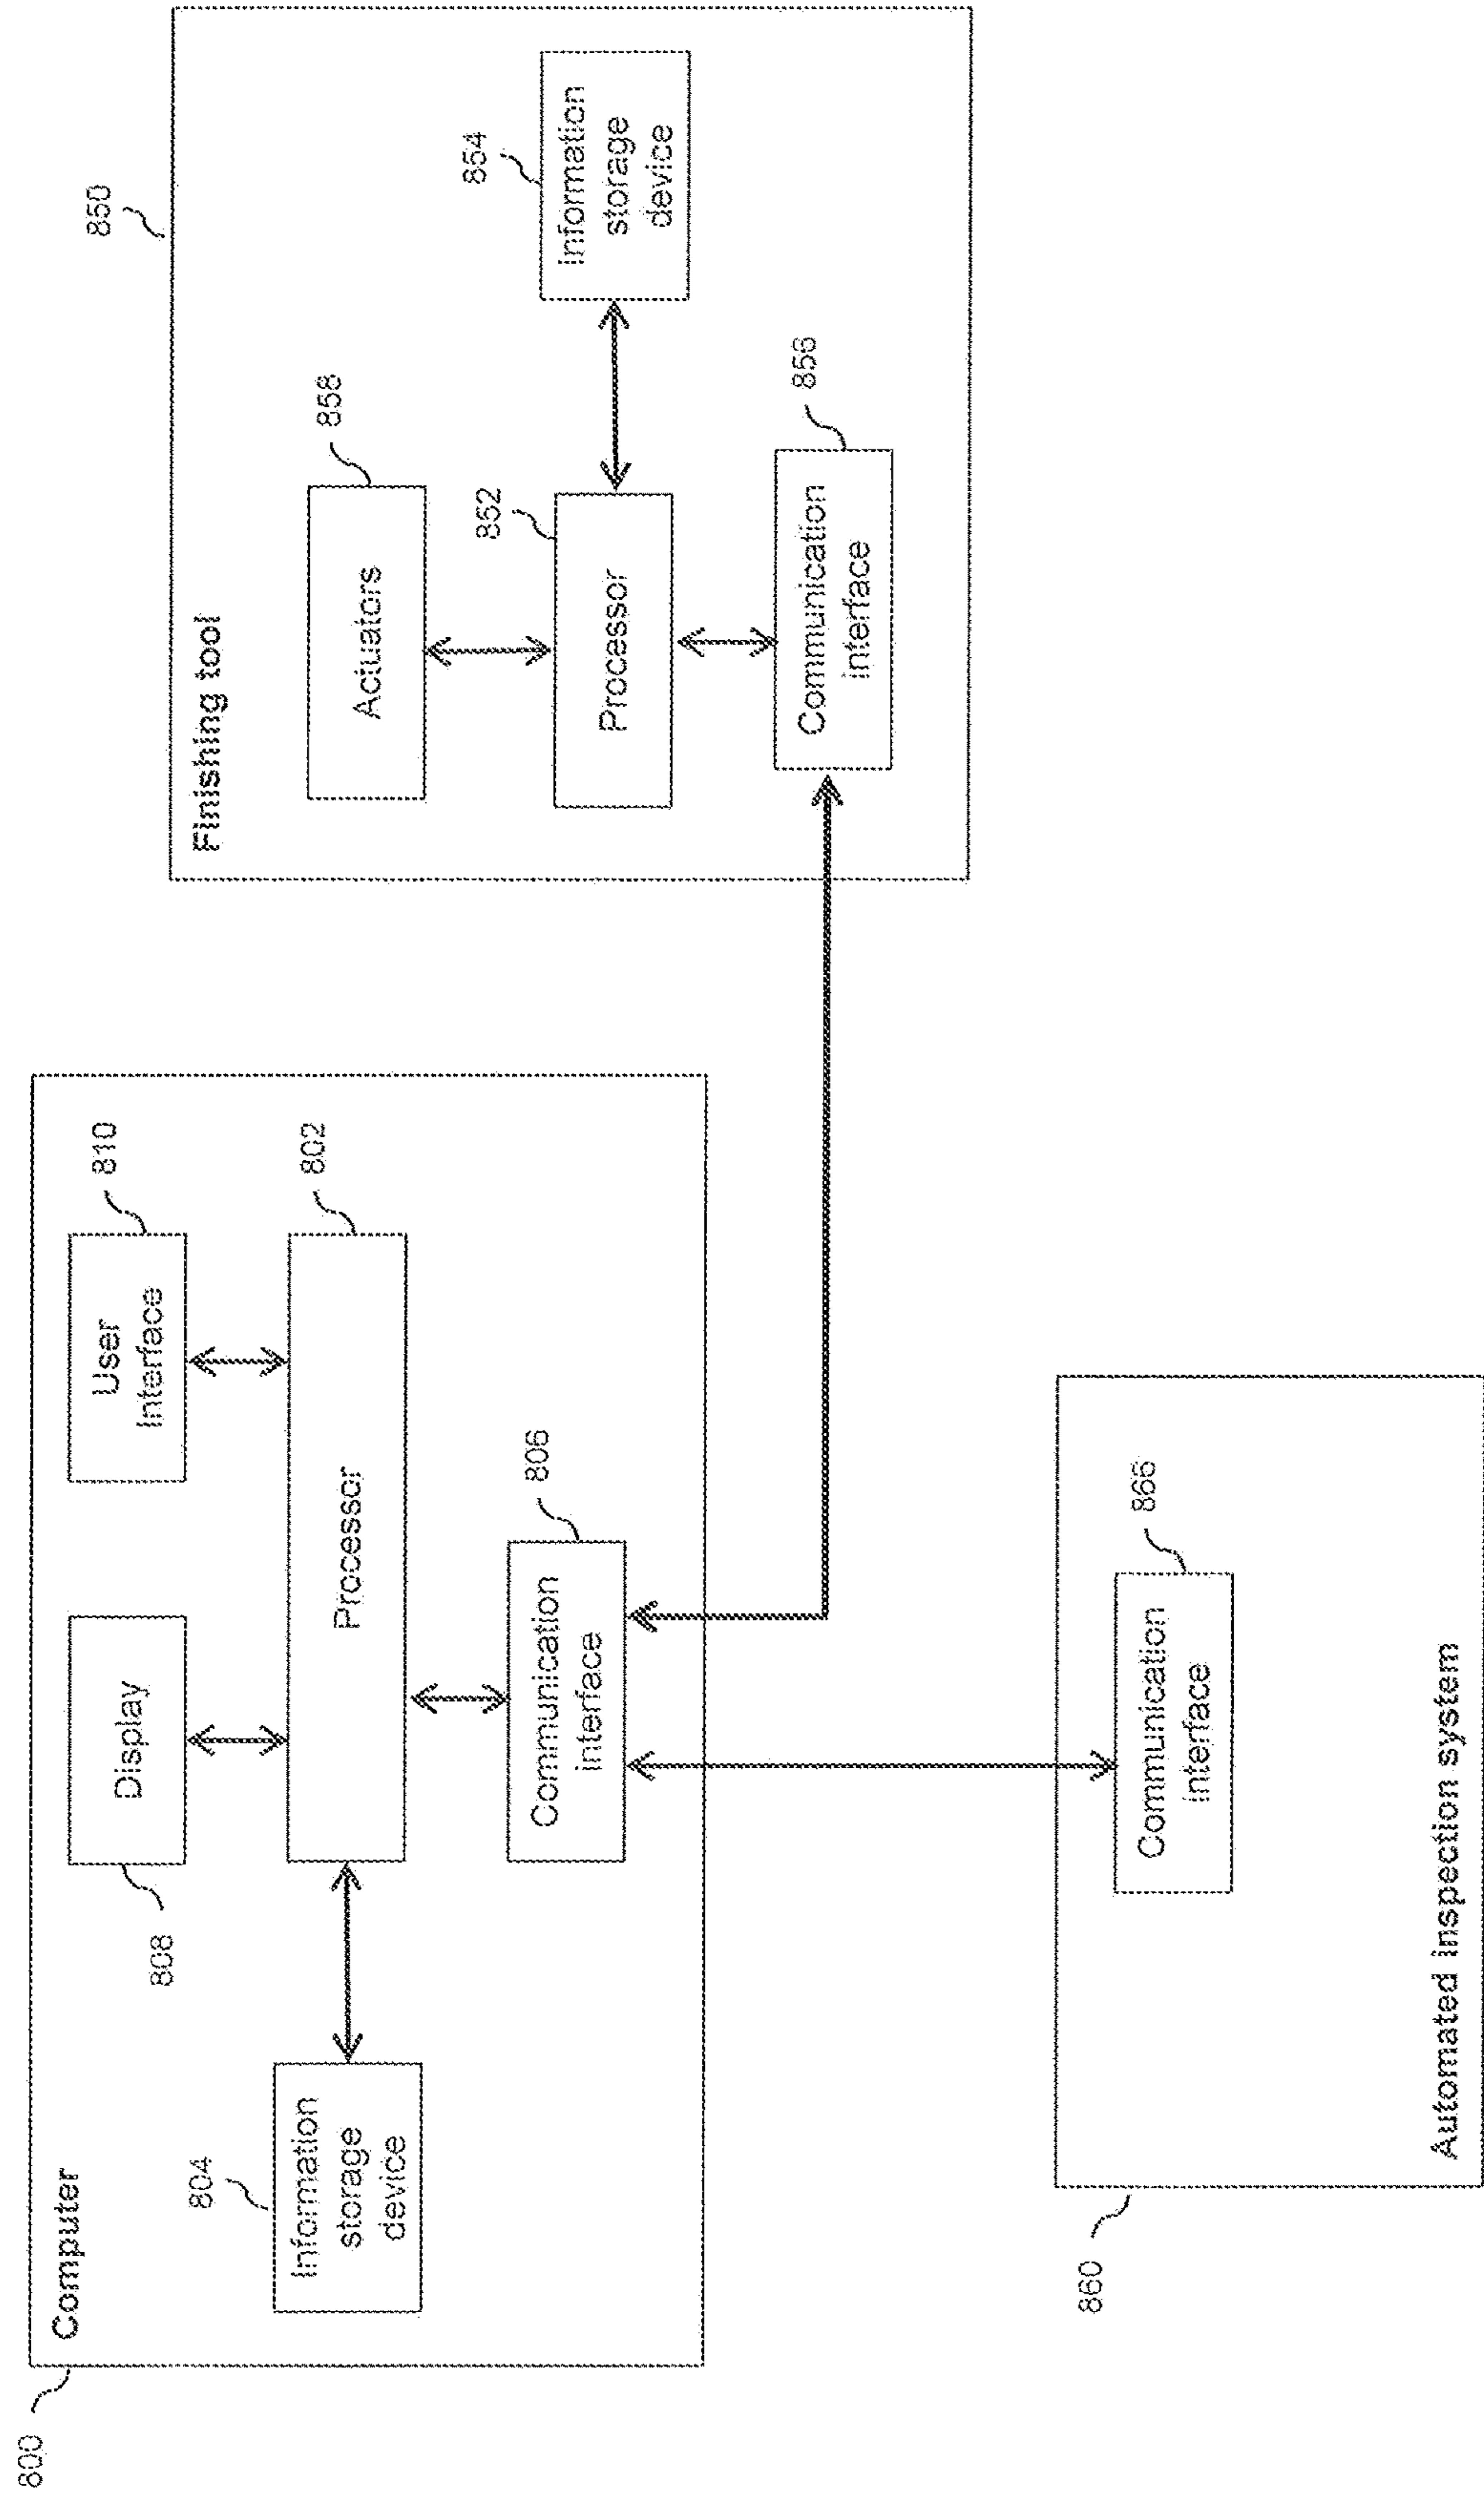 800
Computer
808
Display
User
Interface
810
804
Information
storage
device
Processor
802
Communication
interface
806
850
Finishing tool
Actuators
858
852
Processor
854
Information
storage
device
Communication
interface
856
860
Communication
interface
866
Automated inspection system